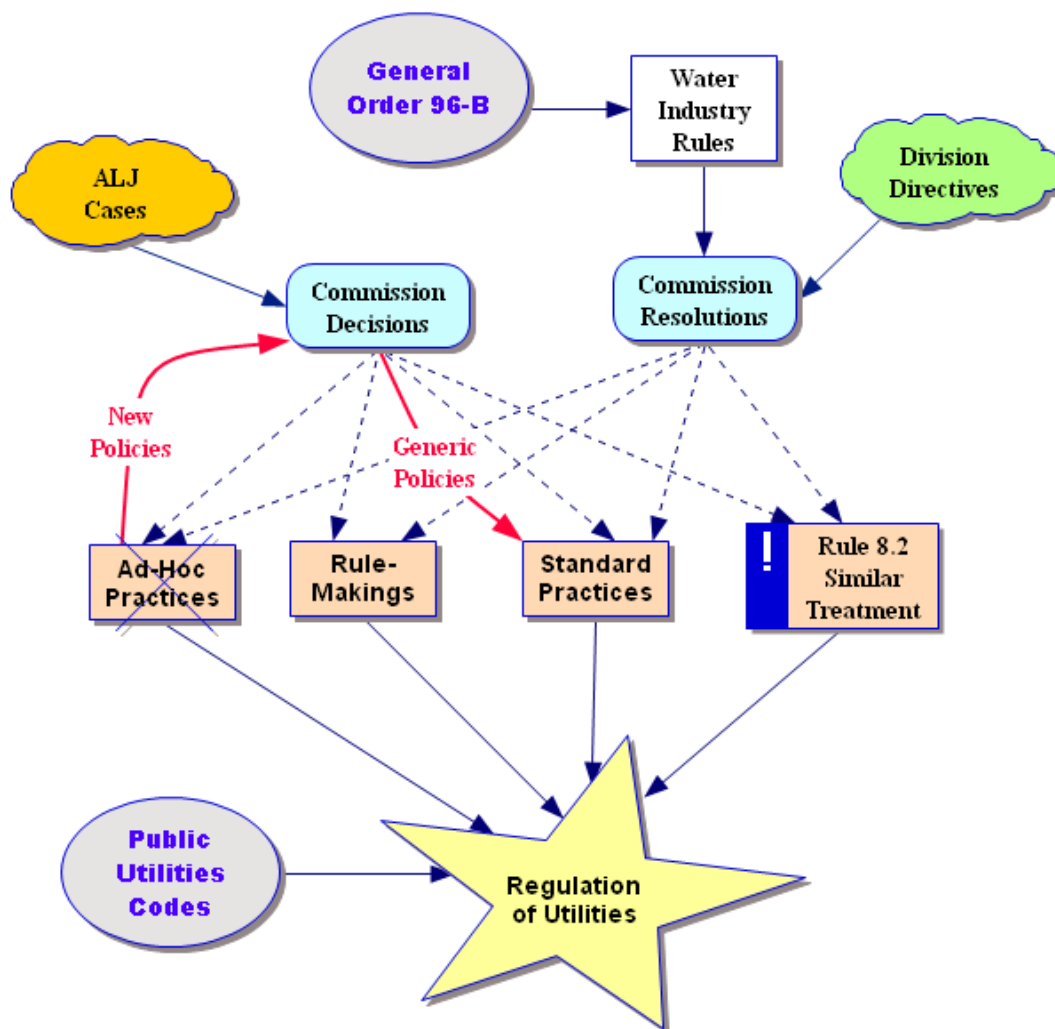 General
Order 96-B
Water
Industry
Rules
ALJ
Cases
Division
Directives
Commission
Decisions
Commission
Resolutions
New
Policies
Generic
Policies
Ad-Hoc
Practices
Rule-
Makings
Standard
Practices
!
Rule 8.2
Similar
Treatment
Public
Utilities
Codes
Regulation
of Utilities